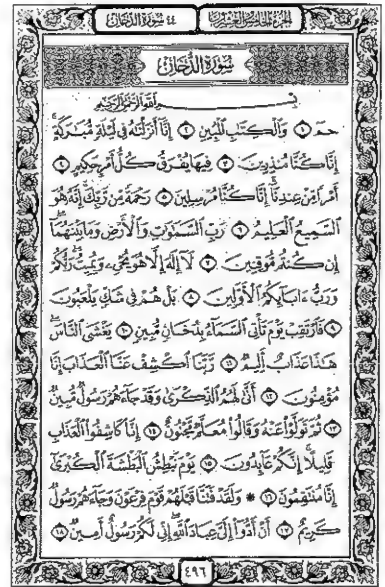 الجزء الخامس والعشرون ٤٤ سورة الدخان
سُورَةُ الدُّخَانِ
بِسْمِ اللَّهِ الرَّحْمَٰنِ الرَّحِيمِ
حمٓ ١ وَالْكِتَابِ الْمُبِينِ ٢ إِنَّا أَنزَلْنَاهُ فِي لَيْلَةٍ مُّبَارَكَةٍ ۚ
إِنَّا كُنَّا مُنذِرِينَ ٣ فِيهَا يُفْرَقُ كُلُّ أَمْرٍ حَكِيمٍ ٤
أَمْرًا مِّنْ عِندِنَا ۚ إِنَّا كُنَّا مُرْسِلِينَ ٥ رَحْمَةً مِّن رَّبِّكَ ۚ إِنَّهُ هُوَ
السَّمِيعُ الْعَلِيمُ ٦ رَبِّ السَّمَاوَاتِ وَالْأَرْضِ وَمَا بَيْنَهُمَا ۖ
إِن كُنتُم مُّوقِنِينَ ٧ لَا إِلَٰهَ إِلَّا هُوَ يُحْيِي وَيُمِيتُ ۖ رَبُّكُمْ
وَرَبُّ ءَابَائِكُمُ الْأَوَّلِينَ ٨ بَلْ هُمْ فِي شَكٍّ يَلْعَبُونَ
٩ فَارْتَقِبْ يَوْمَ تَأْتِي السَّمَاءُ بِدُخَانٍ مُّبِينٍ ١٠ يَغْشَى النَّاسَ ۖ
هَٰذَا عَذَابٌ أَلِيمٌ ١١ رَّبَّنَا اكْشِفْ عَنَّا الْعَذَابَ إِنَّا
مُؤْمِنُونَ ١٢ أَنَّىٰ لَهُمُ الذِّكْرَىٰ وَقَدْ جَاءَهُمْ رَسُولٌ مُّبِينٌ
١٣ ثُمَّ تَوَلَّوْا عَنْهُ وَقَالُوا مُعَلَّمٌ مَّجْنُونٌ ١٤ إِنَّا كَاشِفُوا الْعَذَابِ
قَلِيلًا ۚ إِنَّكُمْ عَائِدُونَ ١٥ يَوْمَ نَبْطِشُ الْبَطْشَةَ الْكُبْرَىٰ
إِنَّا مُنتَقِمُونَ ١٦ ۞ وَلَقَدْ فَتَنَّا قَبْلَهُمْ قَوْمَ فِرْعَوْنَ وَجَاءَهُمْ رَسُولٌ
كَرِيمٌ ١٧ أَنْ أَدُّوا إِلَيَّ عِبَادَ اللَّهِ ۖ إِنِّي لَكُمْ رَسُولٌ أَمِينٌ ١٨
٤٩٦